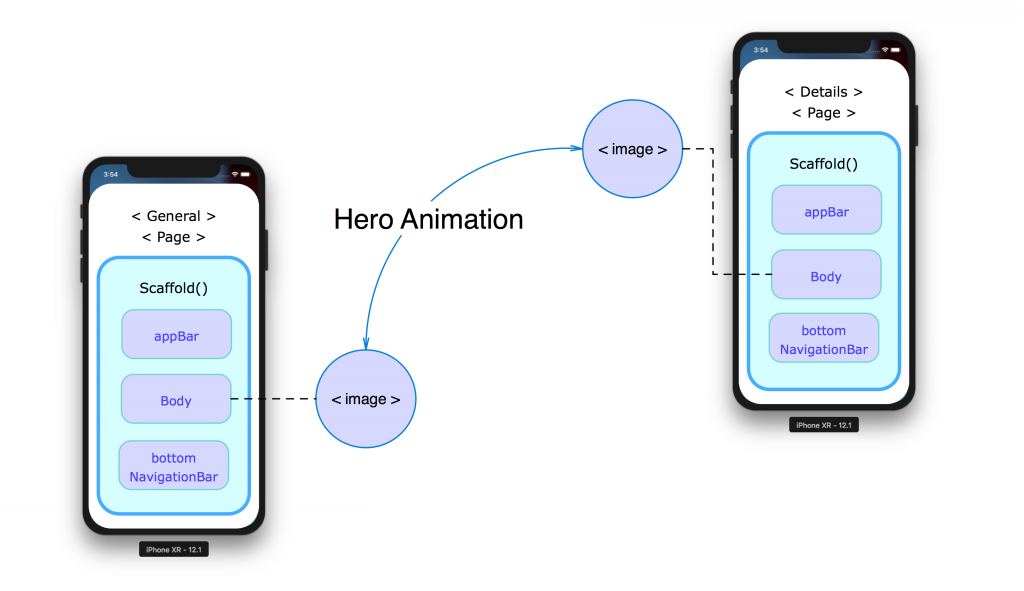 3:54
< General >
< Page >
Scaffold()
appBar
Body
bottom
NavigationBar
iPhone XR - 12.1
< image >
Hero Animation
< image >
3:54
< Details >
< Page >
Scaffold()
appBar
Body
bottom
NavigationBar
iPhone XR - 12.1